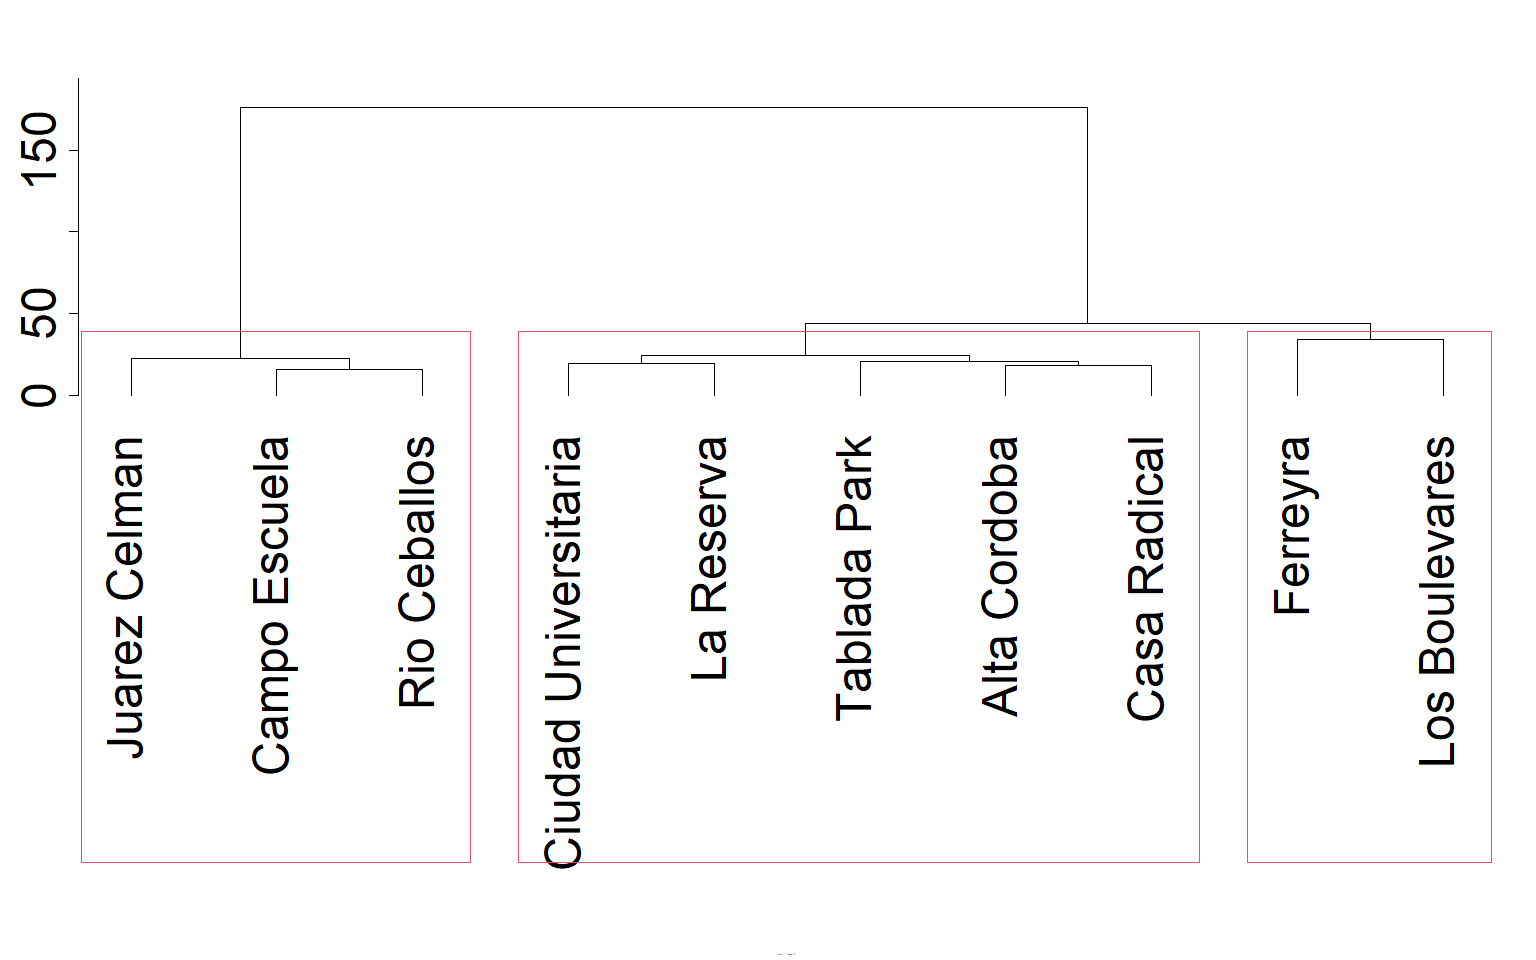 150
50
0
Juarez Celman
Campo Escuela
Rio Ceballos
Ciudad Universitaria
La Reserva
Tablada Park
Alta Cordoba
Casa Radical
Ferreyra
Los Boulevares